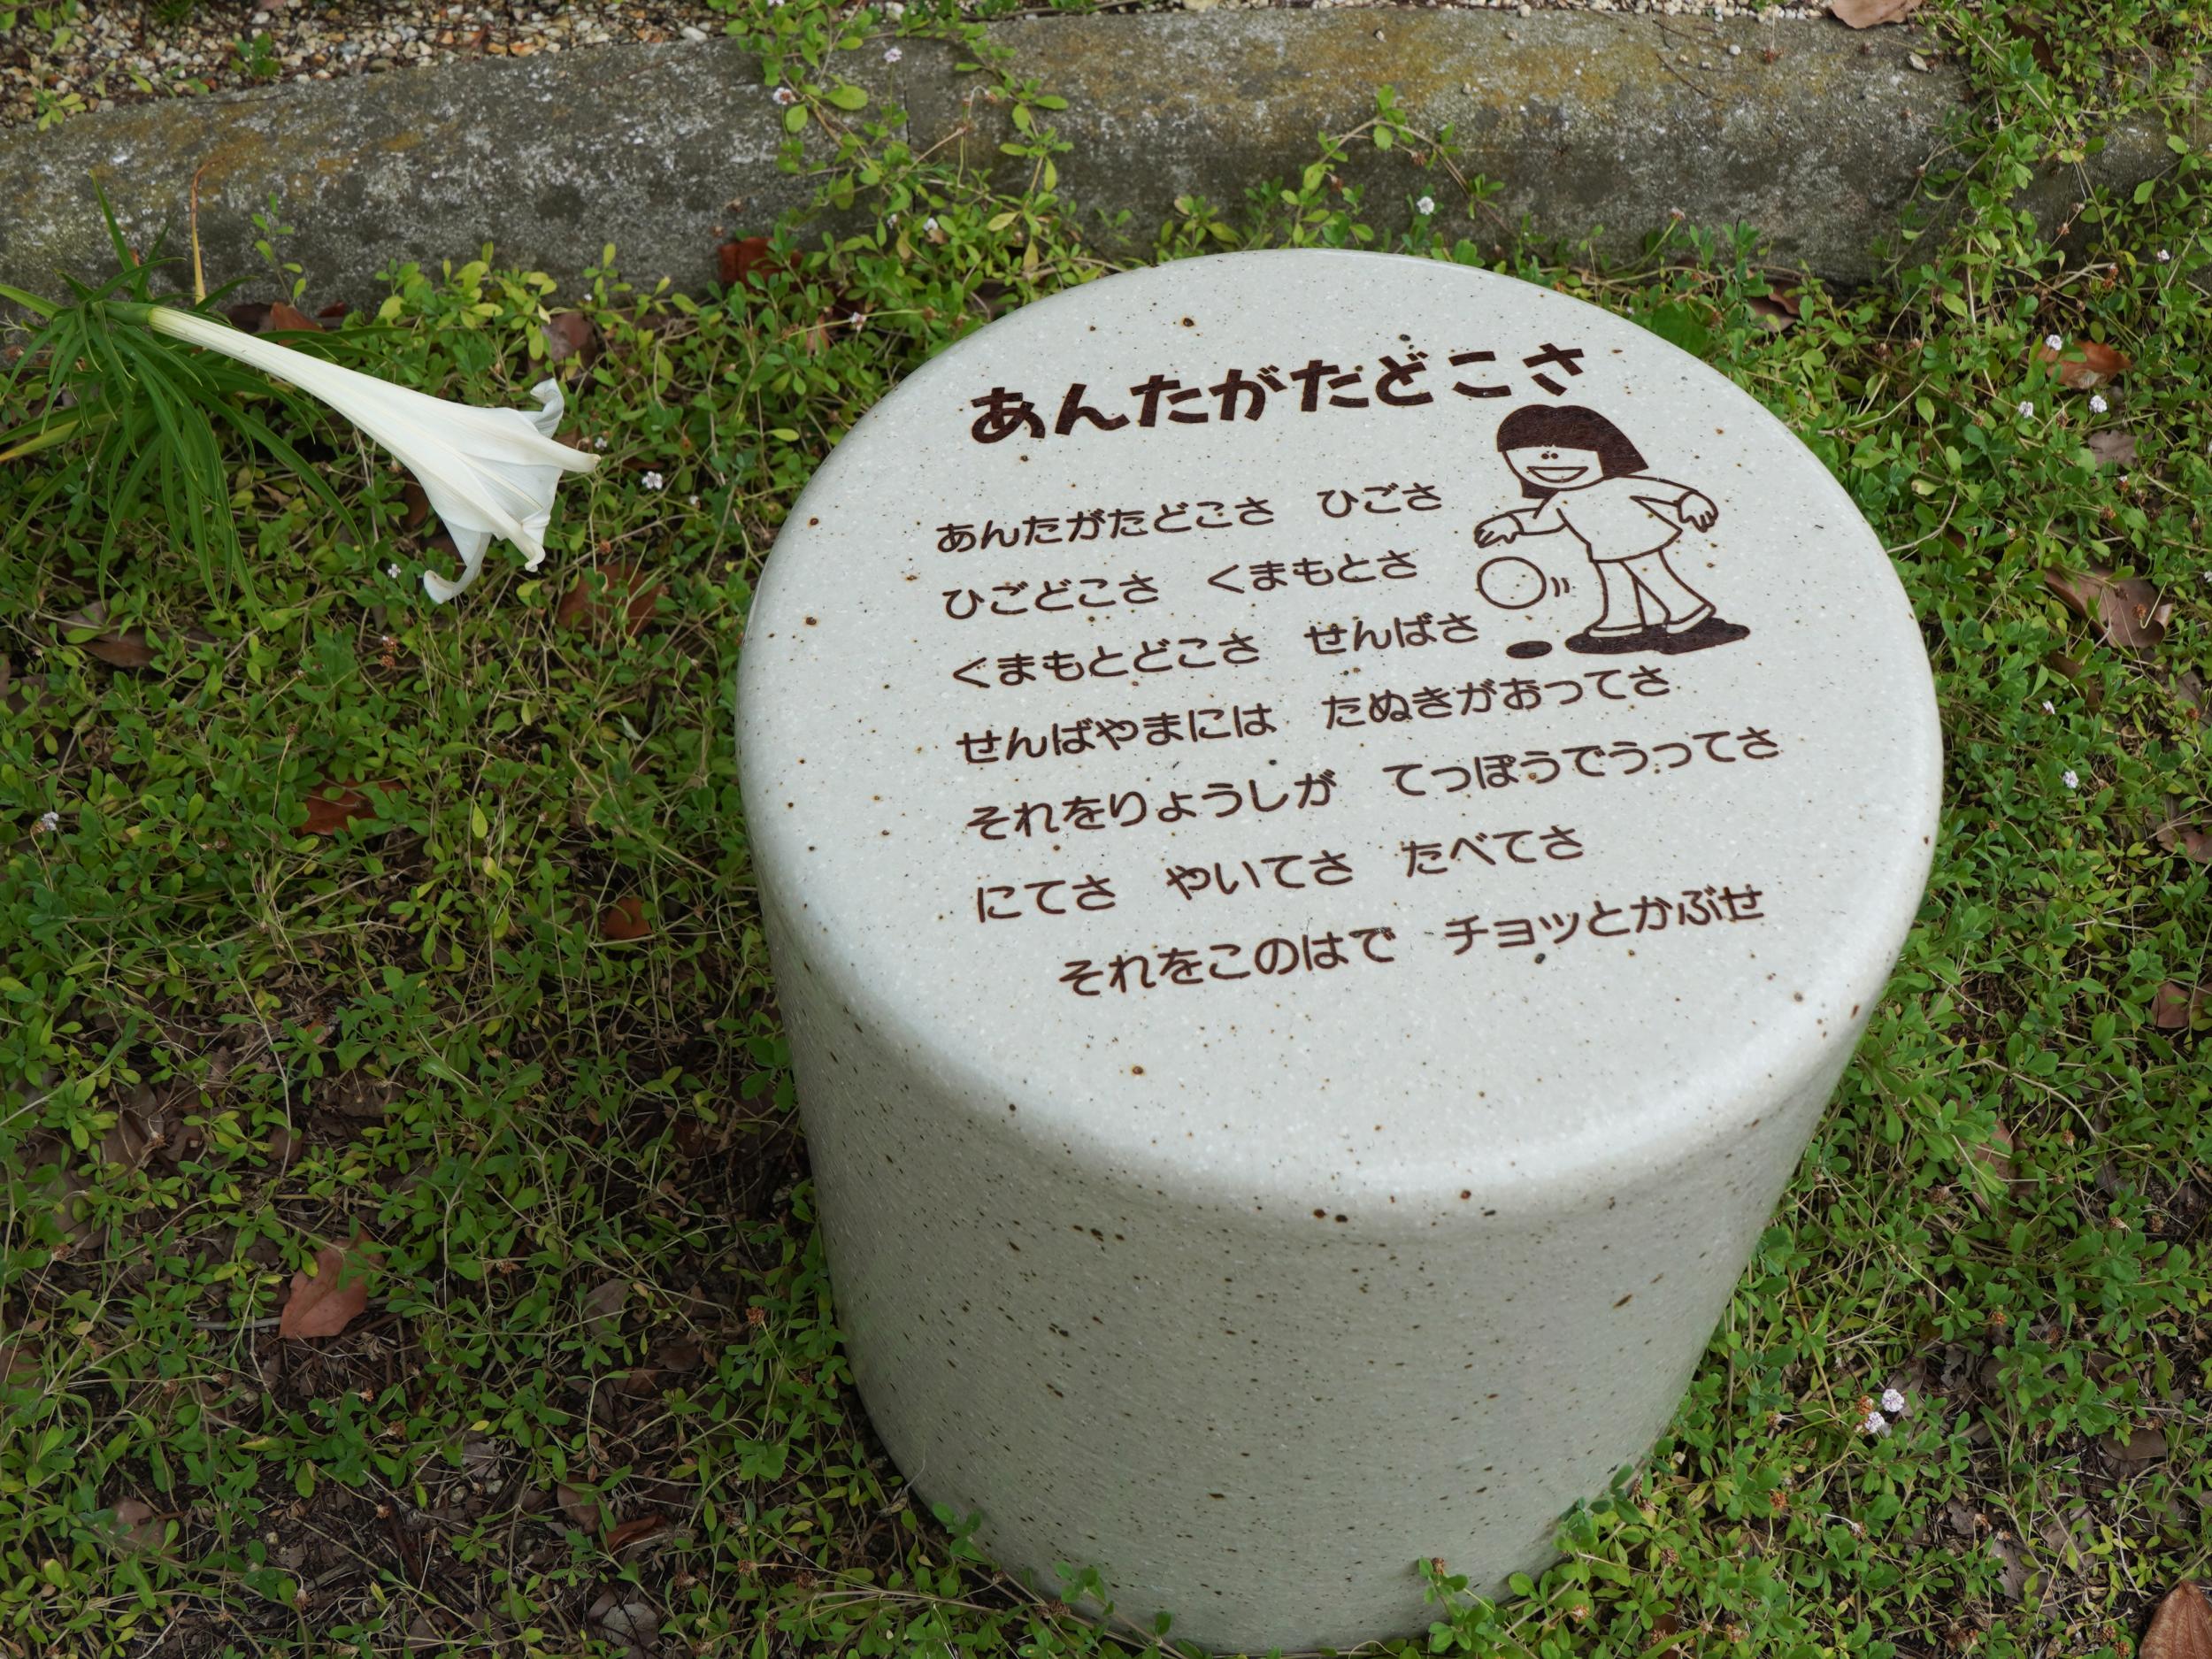 あんたがたどこさ
あんたがたどこさ　ひごさ
ひごどこさ　くまもとさ
くまもとどこさ　せんばさ
せんばやまには　たぬきがおってさ
それをりょうしが　てっぽうでうってさ
にてさ　やいてさ　たべてさ
それをこのはで　チョッとかぶせ